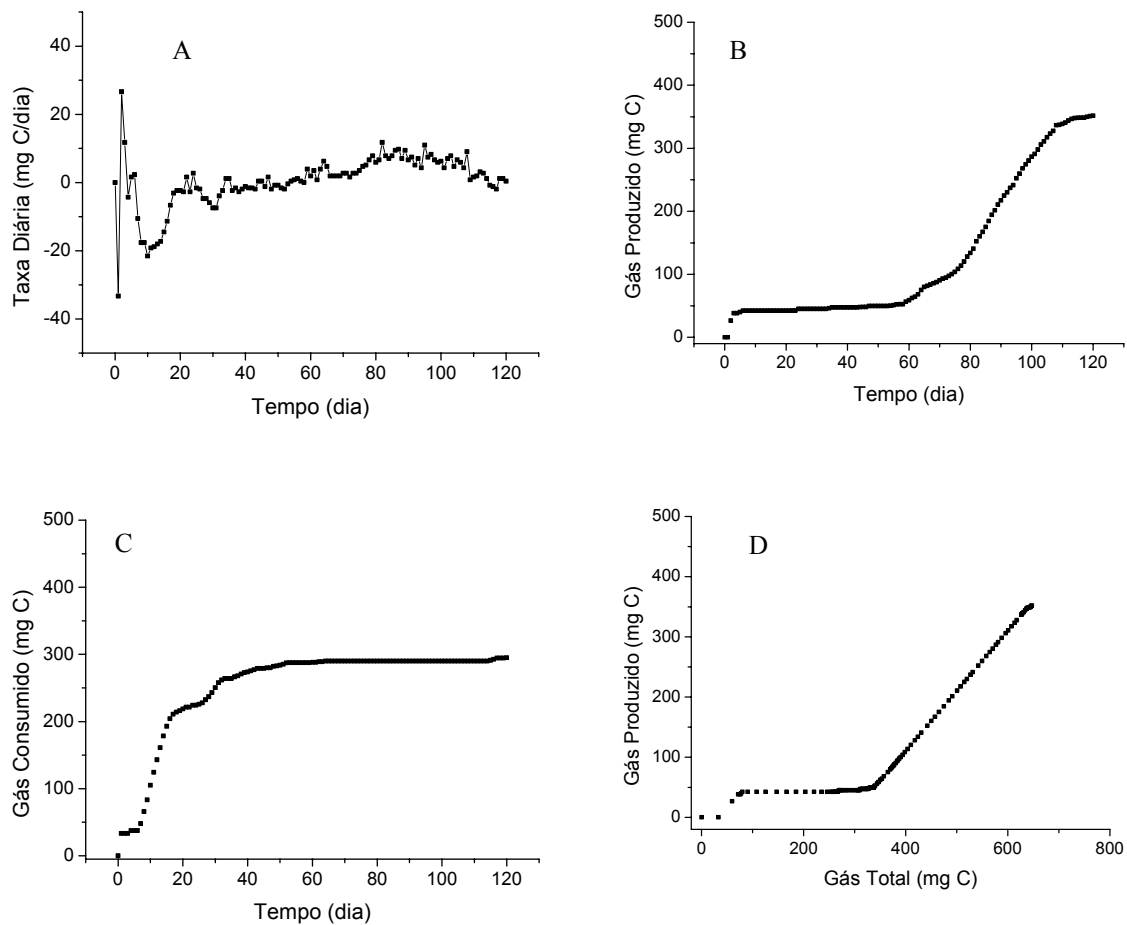 A
Taxa Diária (mg C/dia)
40
20
0
-20
-40
0 20 40 60 80 100 120
Tempo (dia)
B
Gás Produzido (mg C)
500
400
300
200
100
0
0 20 40 60 80 100 120
Tempo (dia)
C
Gás Consumido (mg C)
500
400
300
200
100
0
0 20 40 60 80 100 120
Tempo (dia)
D
Gás Produzido (mg C)
500
400
300
200
100
0
0 200 400 600 800
Gás Total (mg C)